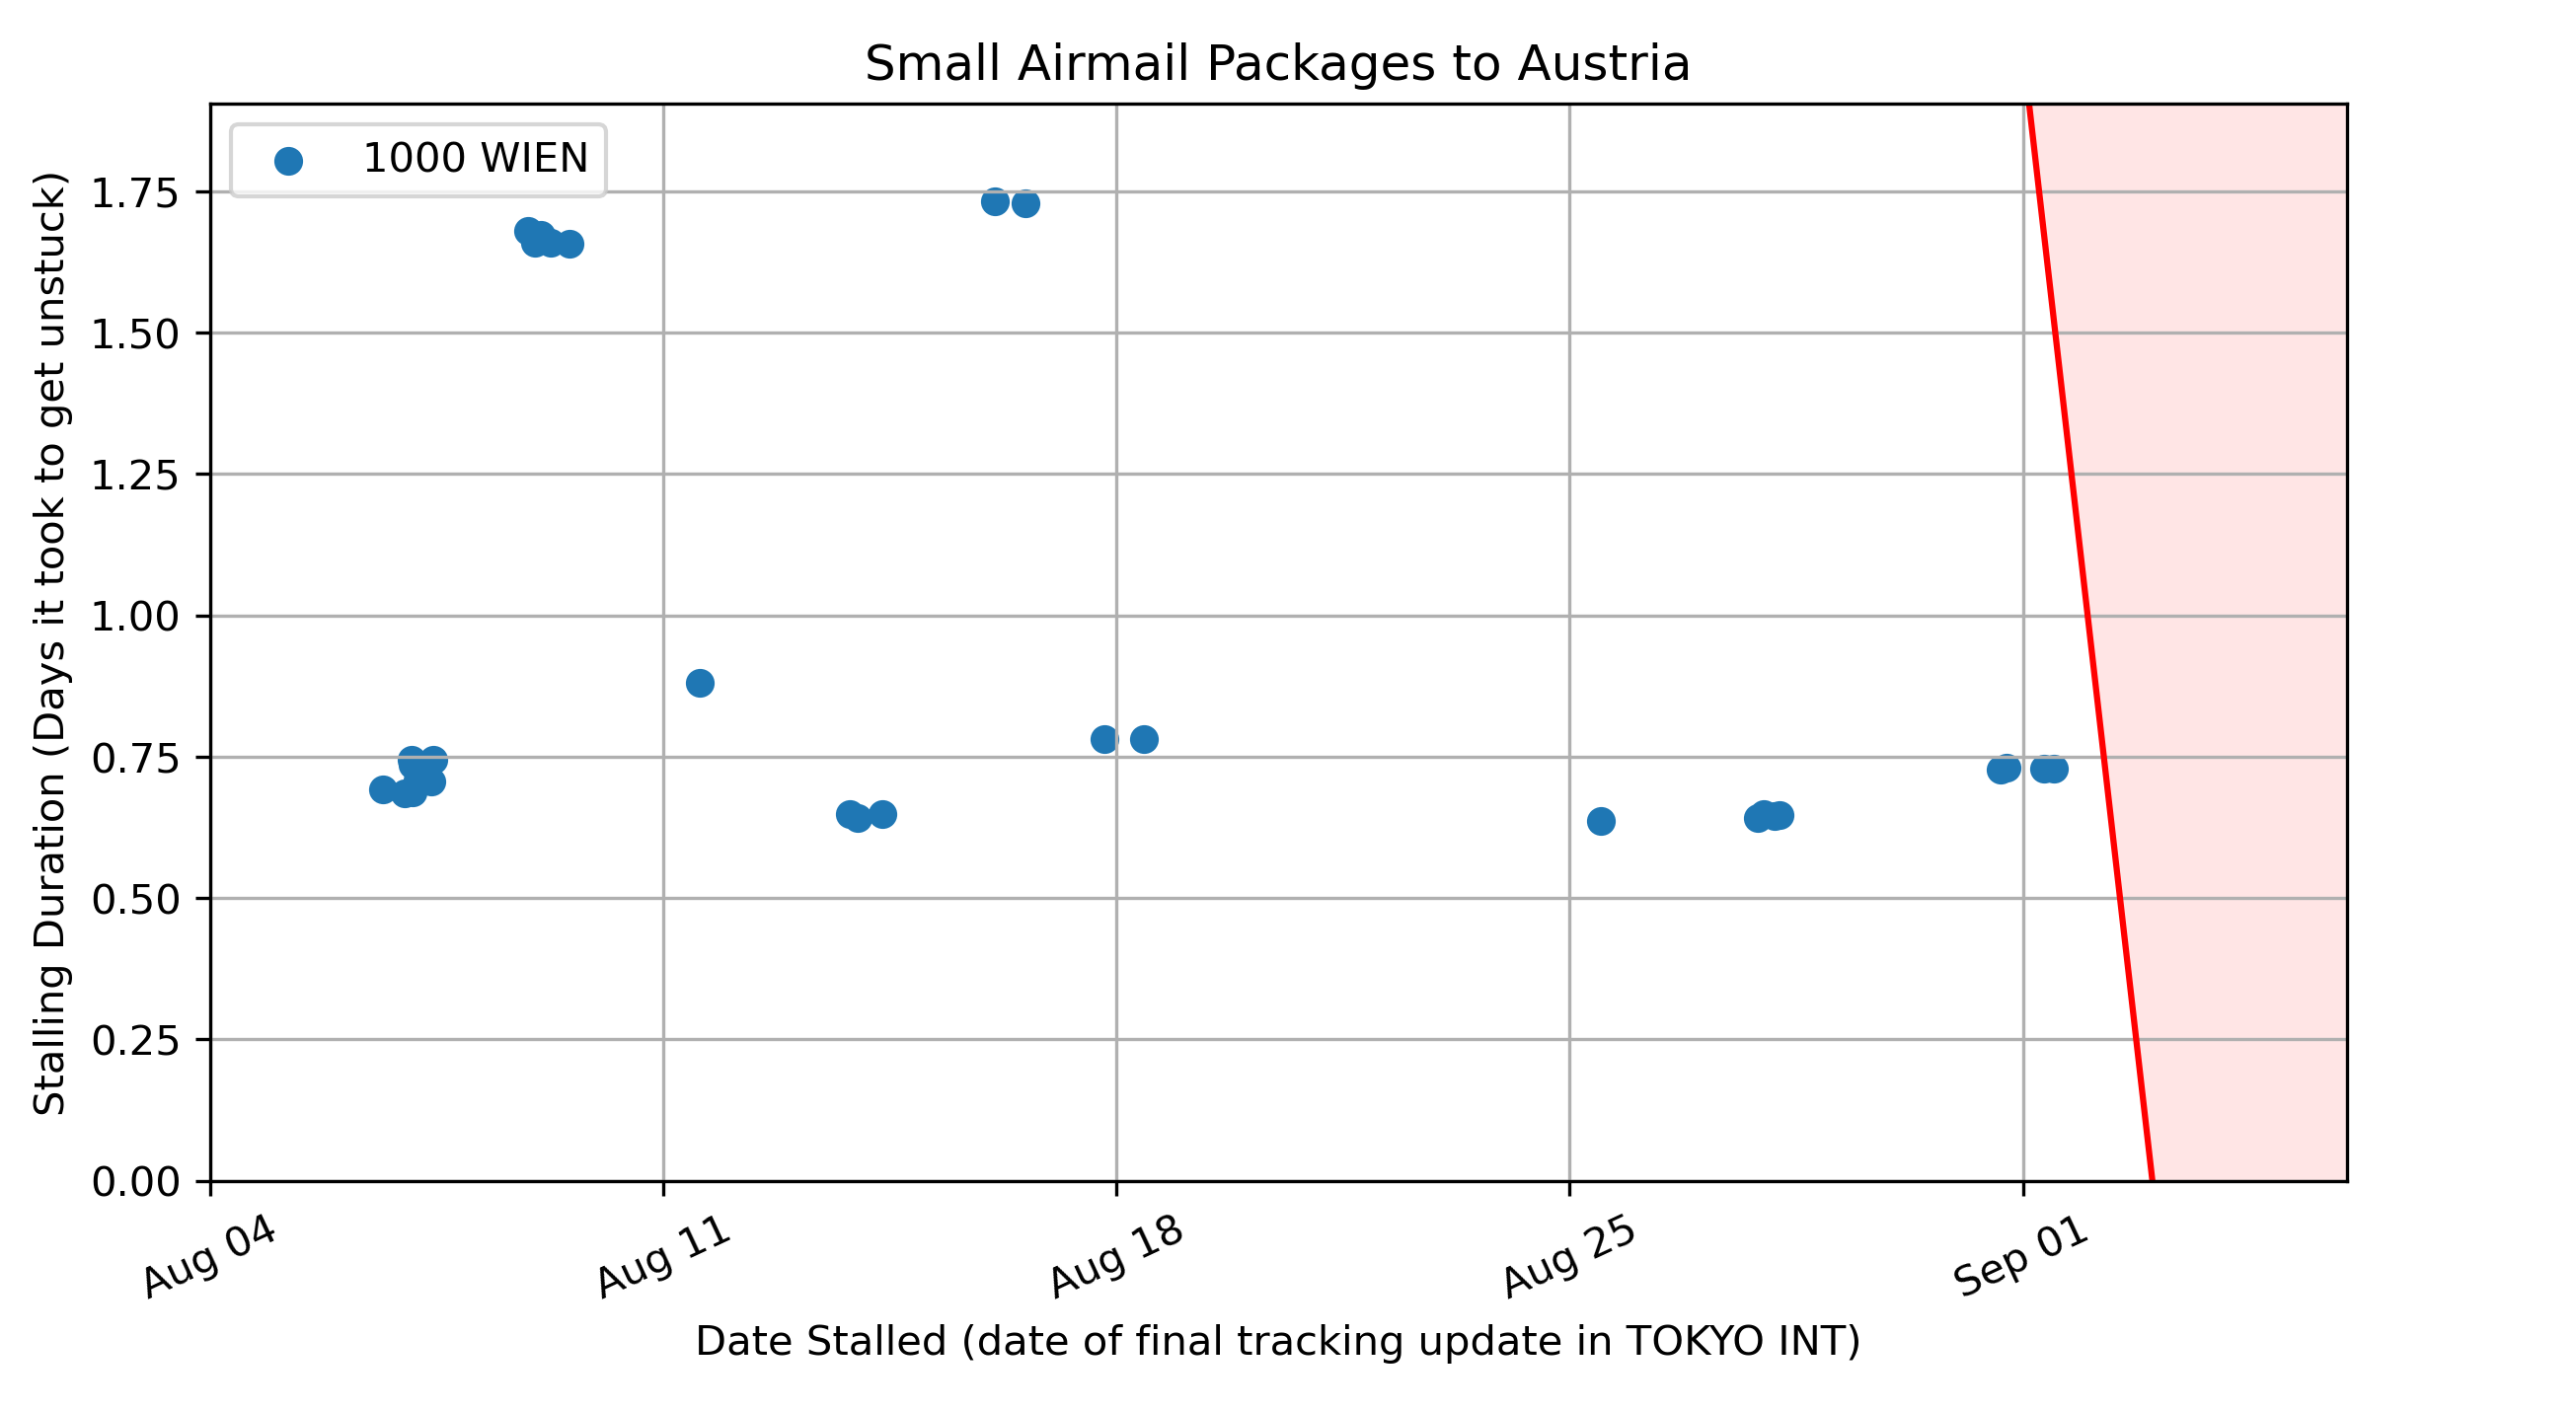 Small Airmail Packages to Austria
1000 WIEN
Stalling Duration (Days it took to get unstuck)
1.75
1.50
1.25
1.00
0.75
0.50
0.25
0.00
Aug 04
Aug 11
Aug 18
Aug 25
Sep 01
Date Stalled (date of final tracking update in TOKYO INT)